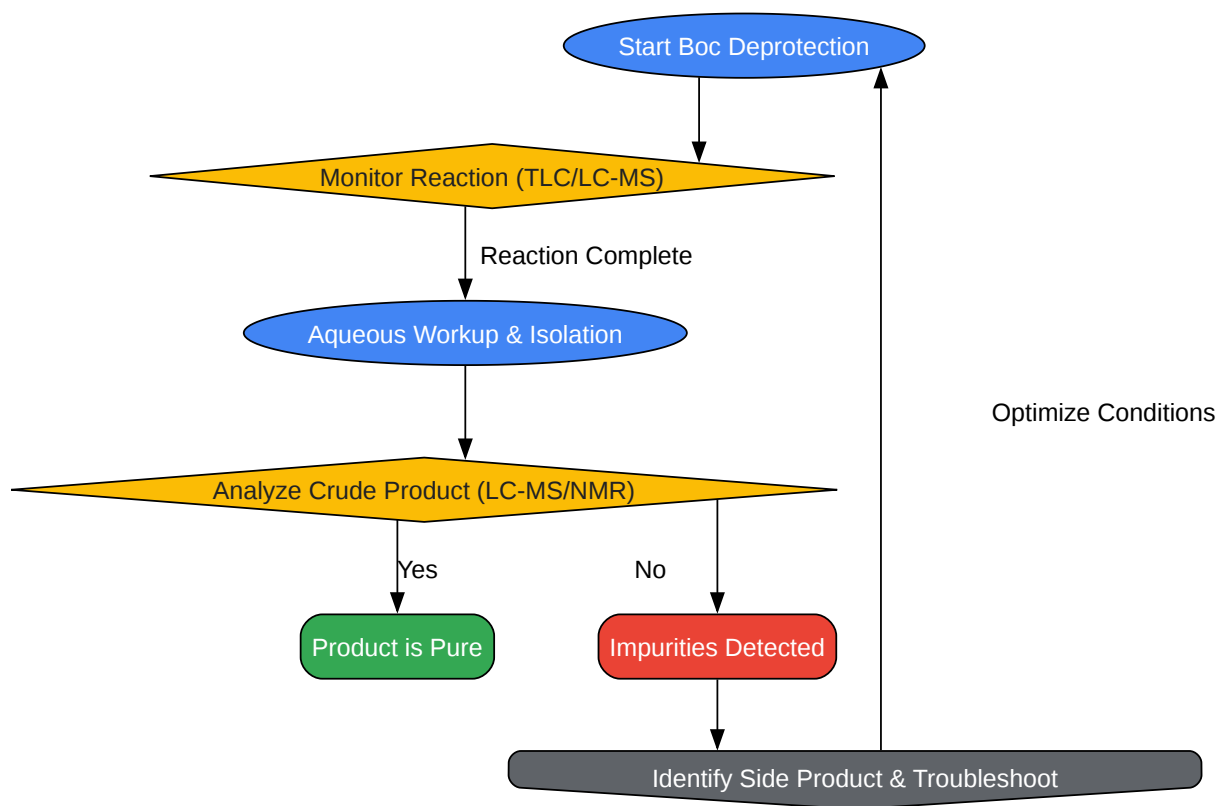 Start Boc Deprotection
Monitor Reaction (TLC/LC-MS)
Reaction Complete
Aqueous Workup & Isolation
Optimize Conditions
Analyze Crude Product (LC-MS/NMR)
Yes
No
Product is Pure
Impurities Detected
Identify Side Product & Troubleshoot